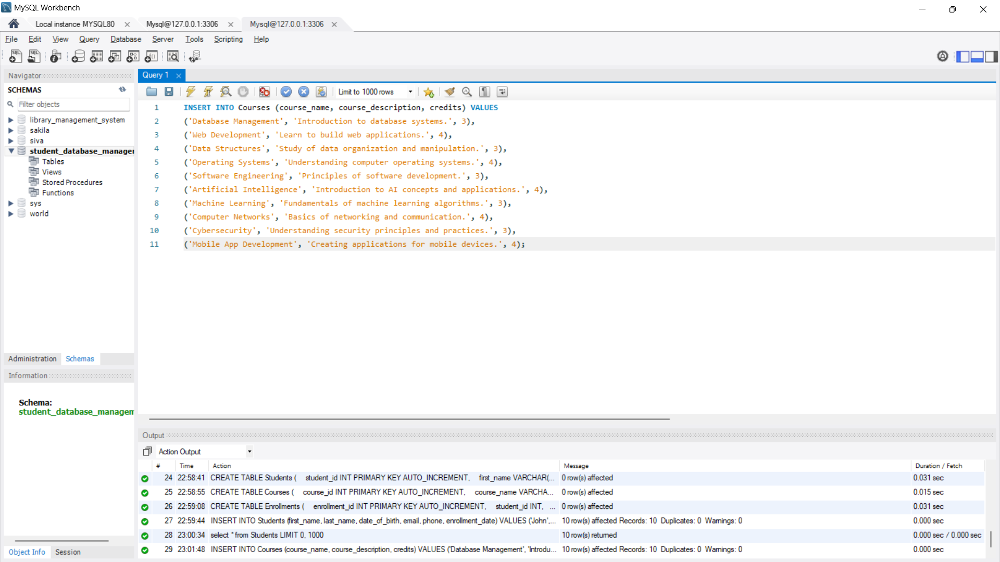 MySQL Workbench
Local instance MYSQL80
Mysql@127.0.0.1:3306
Mysql@127.0.0.1:3306
File Edit View Query Database Server Tools Scripting Help
Navigator
SCHEMAS
Filter objects
library_management_system
sakila
siva
student_database_manager
Tables
Views
Stored Procedures
Functions
sys
world
Administration Schemas
Information
Schema:
student_database_managem
Object Info Session
Query 1
Limit to 1000 rows
1 INSERT INTO Courses (course_name, course_description, credits) VALUES
2 ('Database Management', 'Introduction to database systems.', 3),
3 ('Web Development', 'Learn to build web applications.', 4),
4 ('Data Structures', 'Study of data organization and manipulation.', 3),
5 ('Operating Systems', 'Understanding computer operating systems.', 4),
6 ('Software Engineering', 'Principles of software development.', 3),
7 ('Artificial Intelligence', 'Introduction to AI concepts and applications.', 4),
8 ('Machine Learning', 'Fundamentals of machine learning algorithms.', 3),
9 ('Computer Networks', 'Basics of networking and communication.', 4),
10 ('Cybersecurity', 'Understanding security principles and practices.', 3),
11 ('Mobile App Development', 'Creating applications for mobile devices.', 4);
Output
Action Output
# Time Action Message Duration / Fetch
24 22:58:41 CREATE TABLE Students ( student_id INT PRIMARY KEY AUTO_INCREMENT, first_name VARCHAR(... 0 row(s) affected 0.031 sec
25 22:58:55 CREATE TABLE Courses ( course_id INT PRIMARY KEY AUTO_INCREMENT, course_name VARCHA... 0 row(s) affected 0.015 sec
26 22:59:08 CREATE TABLE Enrollments ( enrollment_id INT PRIMARY KEY AUTO_INCREMENT, student_id INT, ... 0 row(s) affected 0.031 sec
27 22:59:44 INSERT INTO Students (first_name, last_name, date_of_birth, email, phone, enrollment_date) VALUES ('John',... 10 row(s) affected Records: 10 Duplicates: 0 Warnings: 0 0.000 sec
28 23:00:34 select * from Students LIMIT 0, 1000 10 row(s) returned 0.000 sec / 0.000 sec
29 23:01:48 INSERT INTO Courses (course_name, course_description, credits) VALUES ('Database Management', 'Introdu... 10 row(s) affected Records: 10 Duplicates: 0 Warnings: 0 0.000 sec